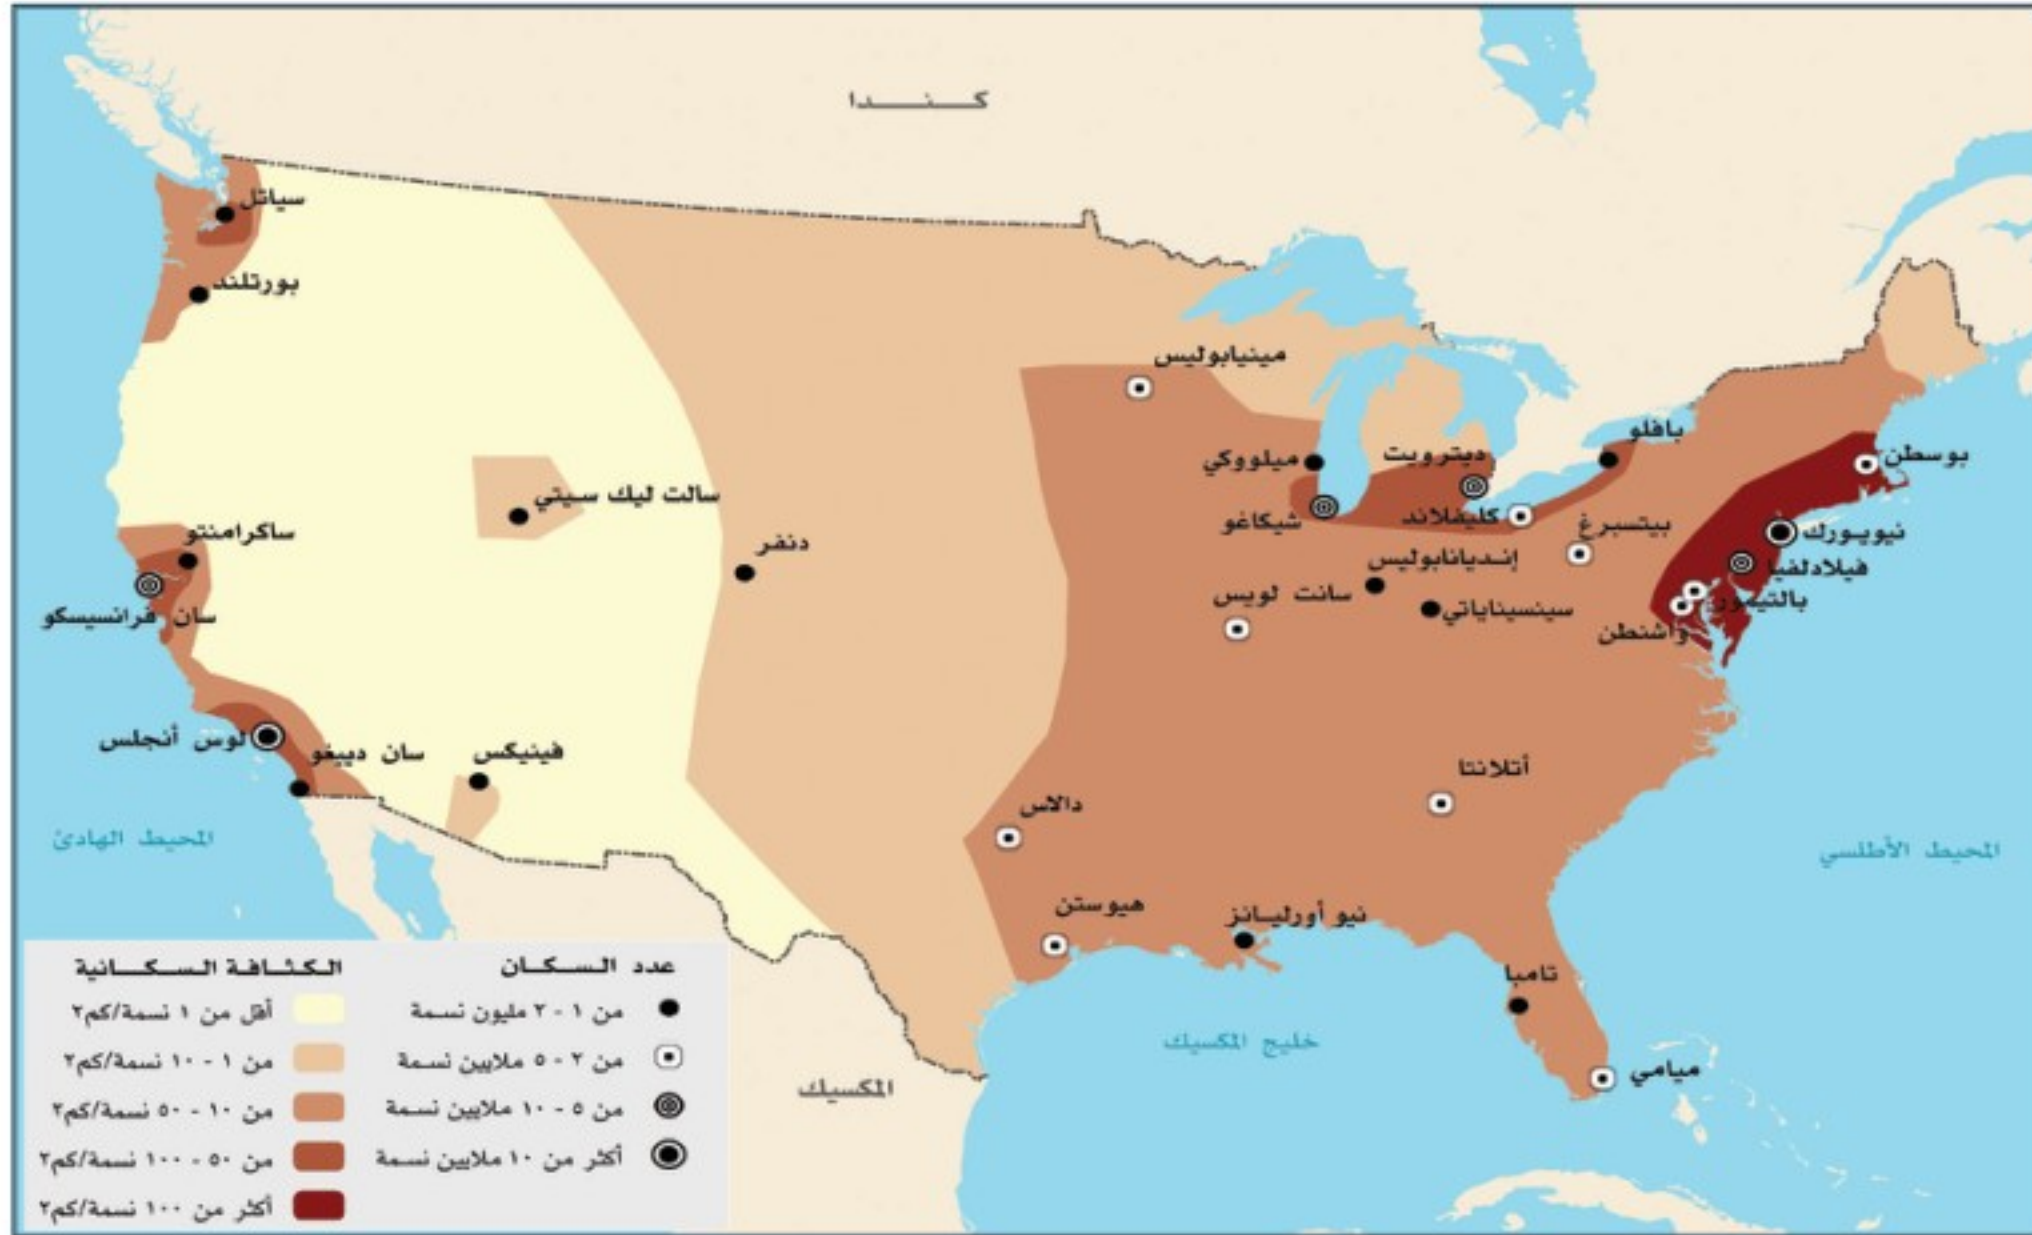 كـنـــدا
سياتل
بورتلند
مينيابوليس
بافلو
ميلووكي
ديترويت
بوسطن
سالت ليك سيتي
شيكاغو
كليفلاند
بيتسبرغ
نيويورك
ساكرامنتو
دنفر
إنديانابوليس
فيلادلفيا
سان فرانسيسكو
سانت لويس
سينسيناياتي
بالتيمور
واشنطن
لوس أنجلس
سان دييغو
فينيكس
أتلانتا
دالاس
المحيط الهادئ
المحيط الأطلسي
هيوستن
نيو أورليانز
تامبا
خليج المكسيك
ميامي
المكسيك
عدد السكان
من ١ - ٢ مليون نسمة
من ٢ - ٥ ملايين نسمة
من ٥ - ١٠ ملايين نسمة
أكثر من ١٠ ملايين نسمة
الكثافة السكانية
أقل من ١ نسمة/كم٢
من ١ - ١٠ نسمة/كم٢
من ١٠ - ٥٠ نسمة/كم٢
من ٥٠ - ١٠٠ نسمة/كم٢
أكثر من ١٠٠ نسمة/كم٢